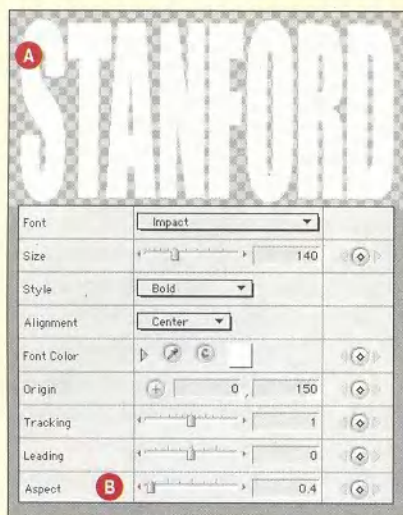 A
STANFORD
Font Impact
Size 140
Style Bold
Alignment Center
Font Color C
Origin 0 , 150
Tracking 1
Leading 0
Aspect B 0.4